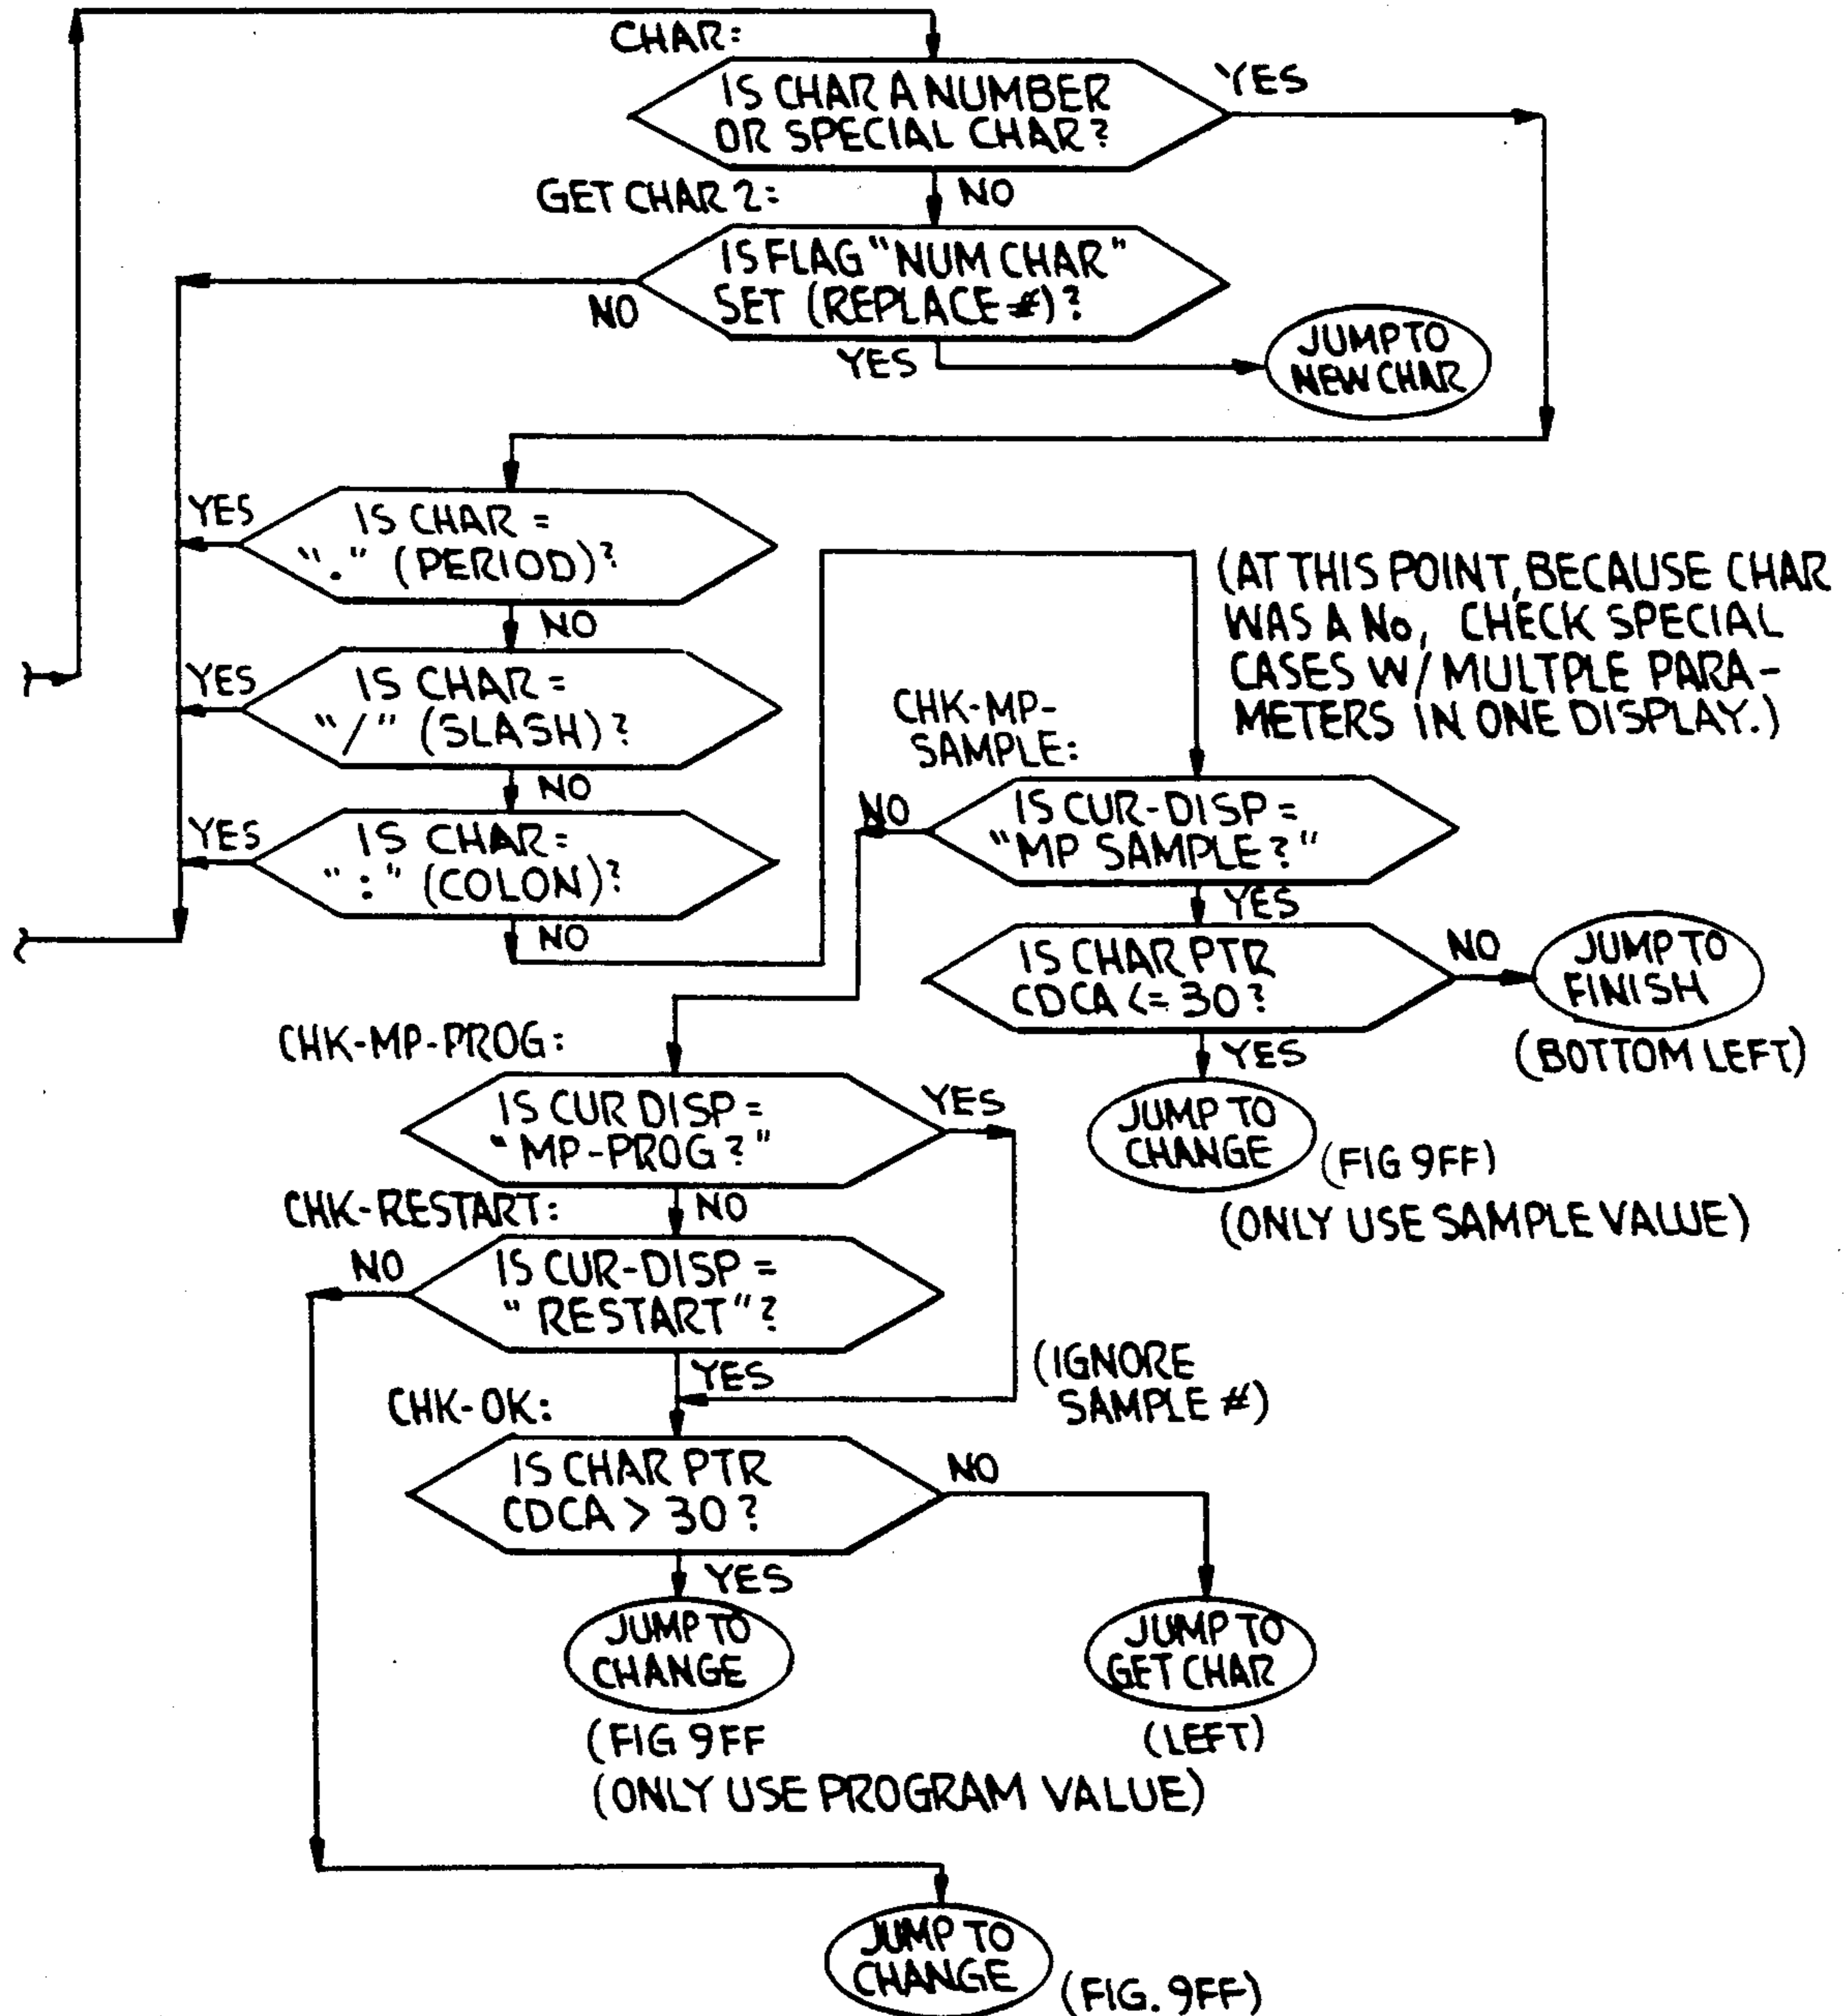 CHAR:
IS CHAR A NUMBER
OR SPECIAL CHAR?
YES
NO
GET CHAR 2:
IS FLAG "NUM CHAR"
SET (REPLACE #)?
NO
YES
JUMP TO
NEW CHAR
IS CHAR =
"." (PERIOD)?
YES
NO
IS CHAR =
"/" (SLASH)?
YES
NO
IS CHAR =
":" (COLON)?
YES
NO
(AT THIS POINT, BECAUSE CHAR
WAS A No, CHECK SPECIAL
CASES W/ MULTPLE PARA-
METERS IN ONE DISPLAY.)
CHK-MP-
SAMPLE:
IS CUR-DISP =
"MP SAMPLE?"
NO
YES
IS CHAR PTR
CDCA <= 30?
NO
JUMP TO
FINISH
(BOTTOM LEFT)
YES
JUMP TO
CHANGE
(FIG 9FF)
(ONLY USE SAMPLE VALUE)
CHK-MP-PROG:
IS CUR DISP =
"MP-PROG?"
YES
NO
CHK-RESTART:
IS CUR-DISP =
"RESTART"?
NO
YES
(IGNORE
SAMPLE #)
CHK-OK:
IS CHAR PTR
CDCA > 30?
NO
YES
JUMP TO
CHANGE
(FIG 9FF
(ONLY USE PROGRAM VALUE)
JUMP TO
GET CHAR
(LEFT)
JUMP TO
CHANGE
(FIG. 9FF)